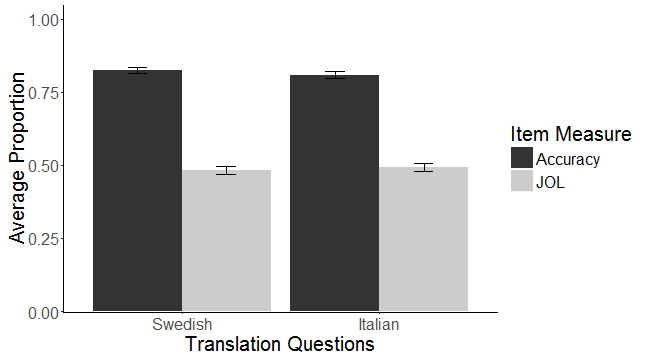 Average Proportion
1.00
0.75
0.50
0.25
0.00
Swedish Italian
Translation Questions
Item Measure
Accuracy
JOL